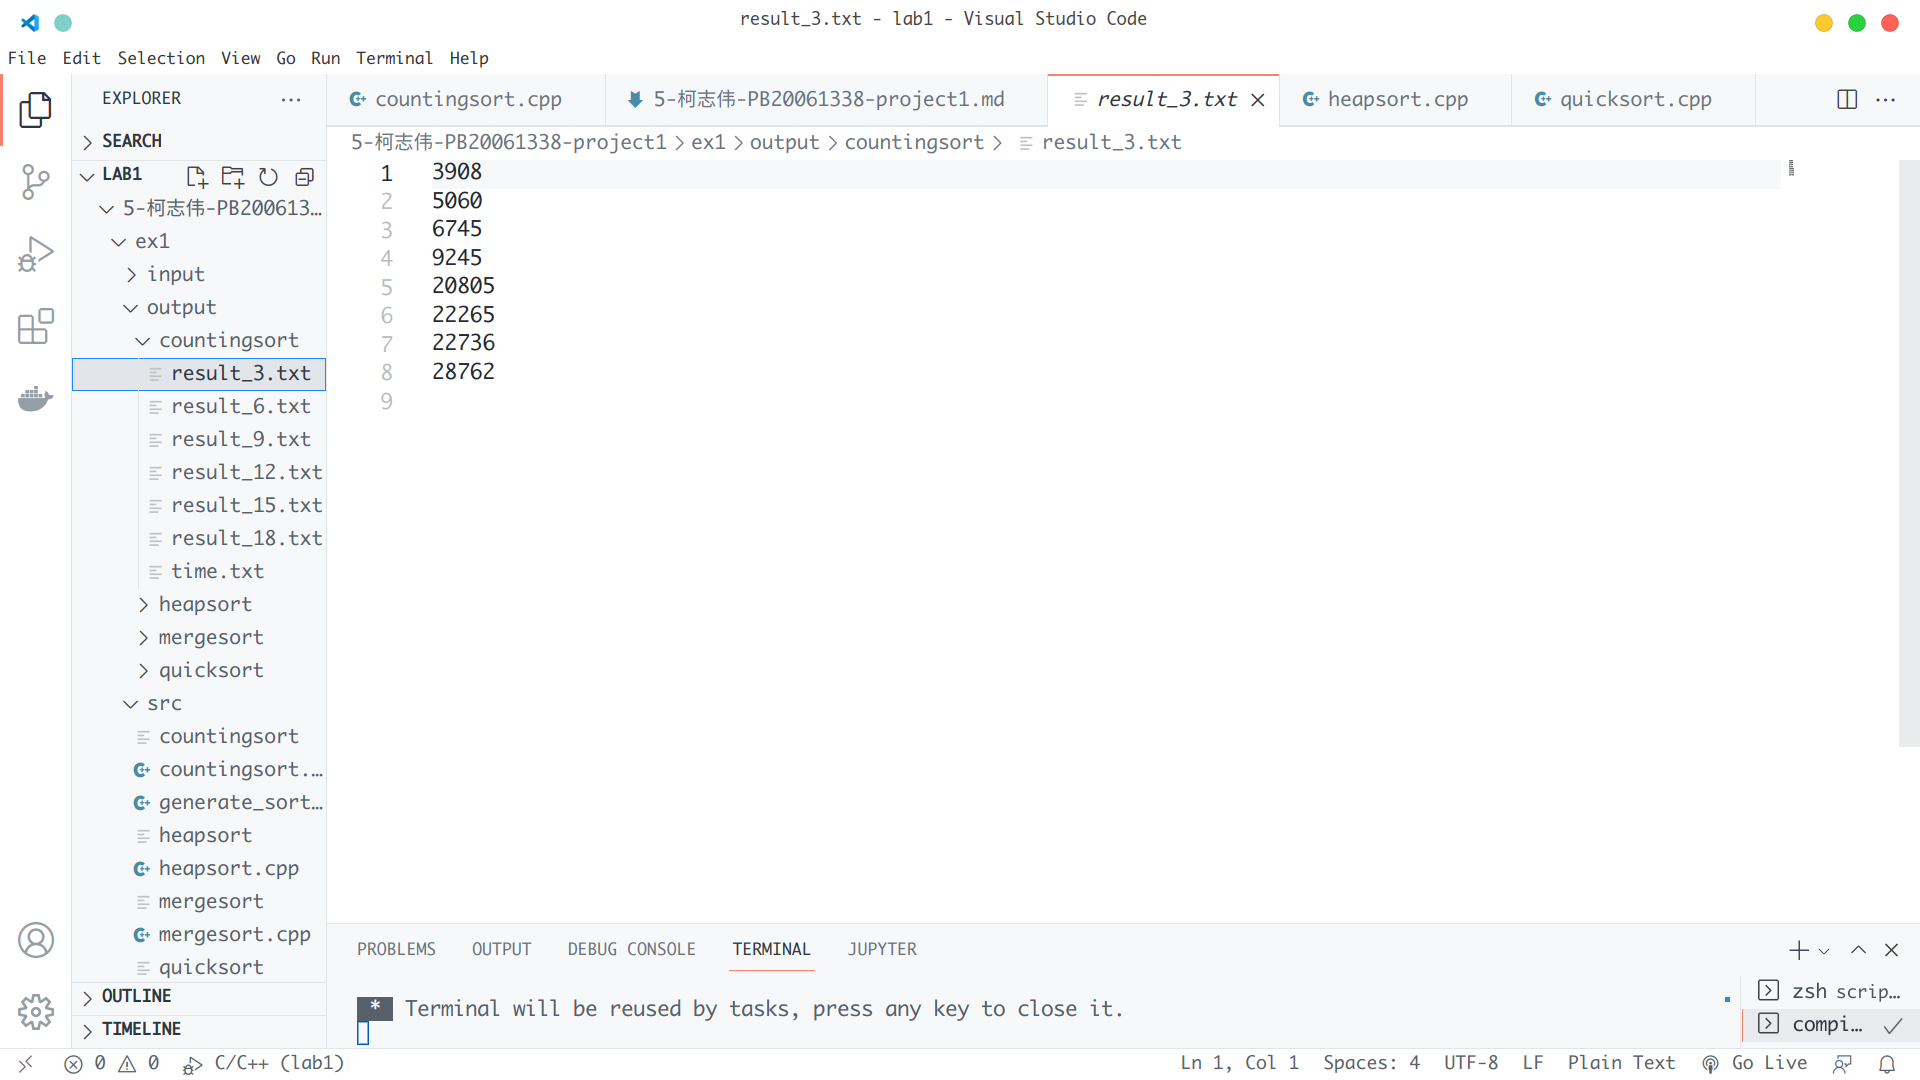 result_3.txt - lab1 - Visual Studio Code
File Edit Selection View Go Run Terminal Help
EXPLORER
SEARCH
LAB1
5-柯志伟-PB200613…
ex1
input
output
countingsort
result_3.txt
result_6.txt
result_9.txt
result_12.txt
result_15.txt
result_18.txt
time.txt
heapsort
mergesort
quicksort
src
countingsort
countingsort.…
generate_sort…
heapsort
heapsort.cpp
mergesort
mergesort.cpp
quicksort
OUTLINE
TIMELINE
countingsort.cpp 5-柯志伟-PB20061338-project1.md result_3.txt heapsort.cpp quicksort.cpp
5-柯志伟-PB20061338-project1 > ex1 > output > countingsort > result_3.txt
1 3908
2 5060
3 6745
4 9245
5 20805
6 22265
7 22736
8 28762
9
PROBLEMS OUTPUT DEBUG CONSOLE TERMINAL JUPYTER
* Terminal will be reused by tasks, press any key to close it.
zsh scrip…
compi…
0 0 C/C++ (lab1) Ln 1, Col 1 Spaces: 4 UTF-8 LF Plain Text Go Live